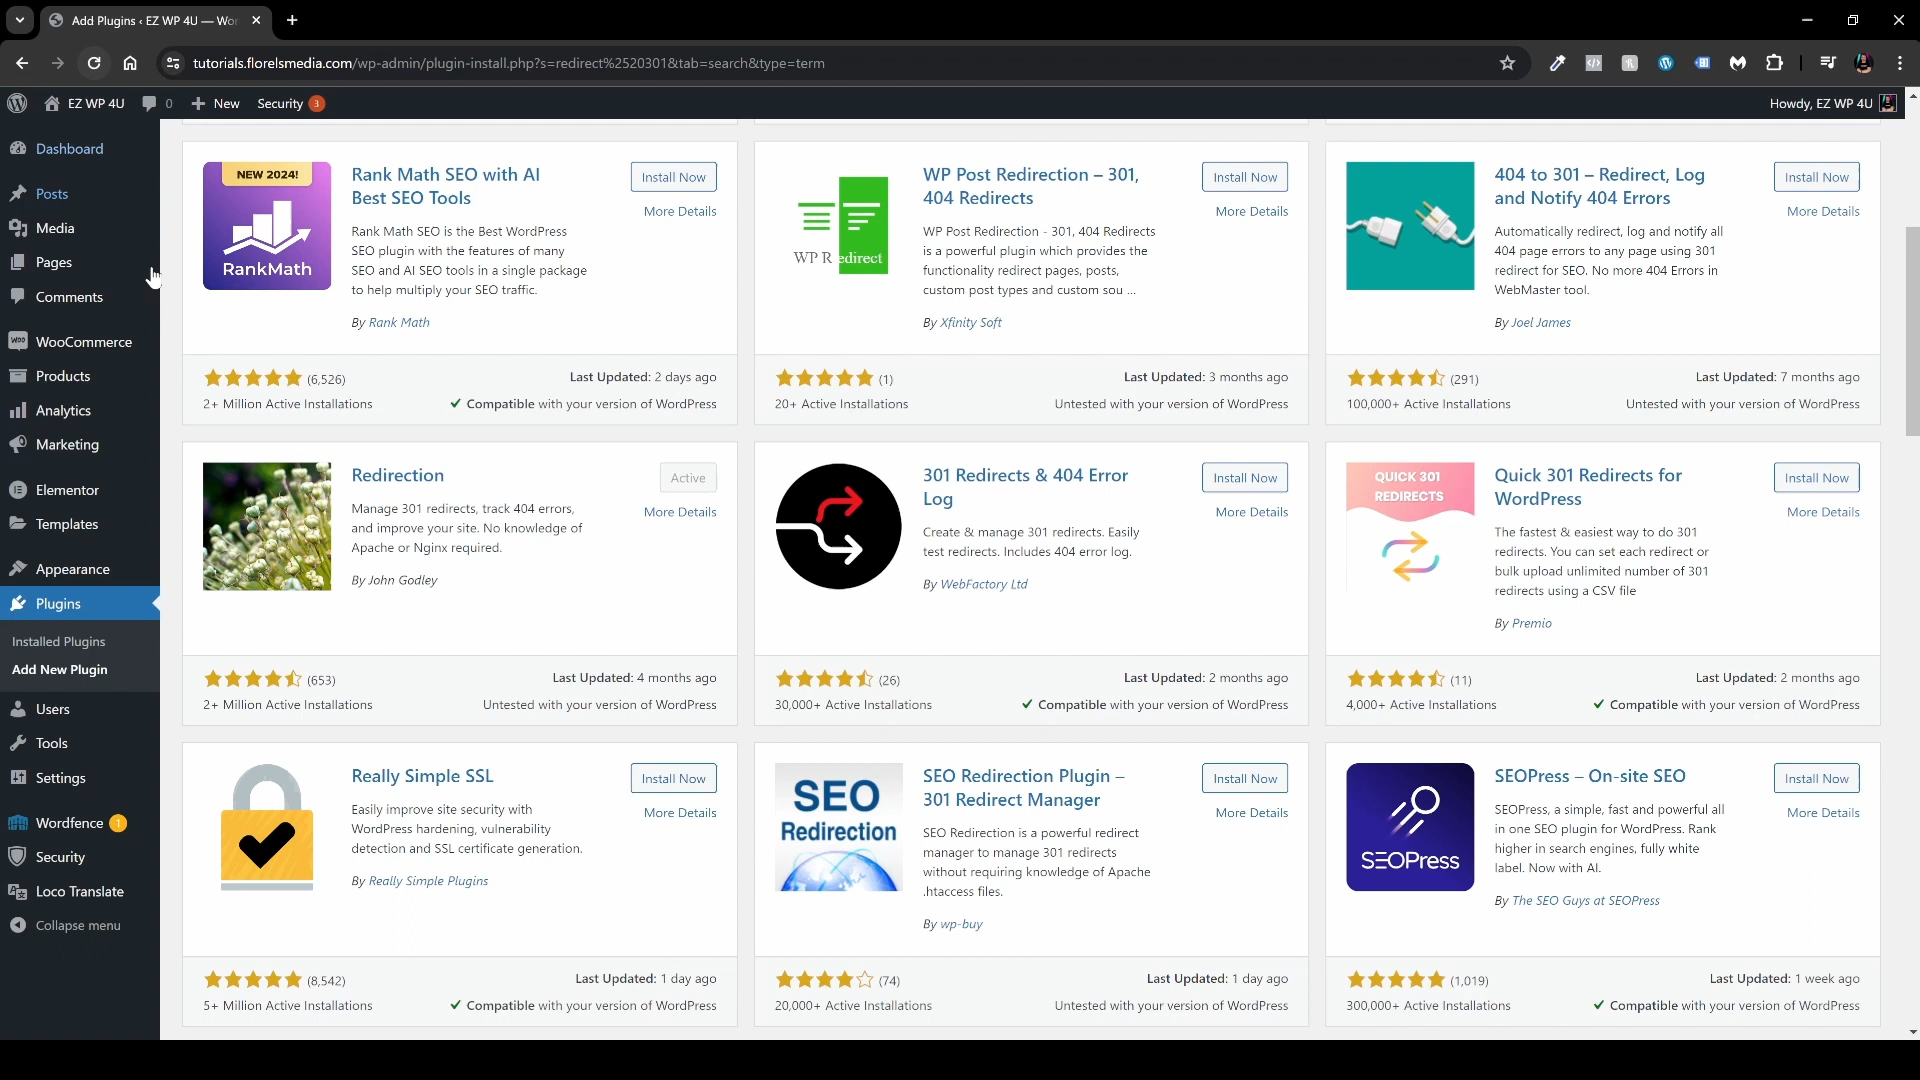 Add Plugins ‹ EZ WP 4U — Wor
tutorials.florelsmedia.com/wp-admin/plugin-install.php?s=redirect%2520301&tab=search&type=term
EZ WP 4U
0
New
Security 3
Howdy, EZ WP 4U
Dashboard
Posts
Media
Pages
Comments
WooCommerce
Products
Analytics
Marketing
Elementor
Templates
Appearance
Plugins
Installed Plugins
Add New Plugin
Users
Tools
Settings
Wordfence 1
Security
Loco Translate
Collapse menu
NEW 2024!
RankMath
Rank Math SEO with AI
Best SEO Tools
Install Now
More Details
Rank Math SEO is the Best WordPress
SEO plugin with the features of many
SEO and AI SEO tools in a single package
to help multiply your SEO traffic.
By Rank Math
(6,526)
Last Updated: 2 days ago
2+ Million Active Installations
Compatible with your version of WordPress
WP Redirect
WP Post Redirection – 301,
404 Redirects
Install Now
More Details
WP Post Redirection - 301, 404 Redirects
is a powerful plugin which provides the
functionality redirect pages, posts,
custom post types and custom sou ...
By Xfinity Soft
(1)
Last Updated: 3 months ago
20+ Active Installations
Untested with your version of WordPress
404 to 301 – Redirect, Log
and Notify 404 Errors
Install Now
More Details
Automatically redirect, log and notify all
404 page errors to any page using 301
redirect for SEO. No more 404 Errors in
WebMaster tool.
By Joel James
(291)
Last Updated: 7 months ago
100,000+ Active Installations
Untested with your version of WordPress
Redirection
Active
More Details
Manage 301 redirects, track 404 errors,
and improve your site. No knowledge of
Apache or Nginx required.
By John Godley
(653)
Last Updated: 4 months ago
2+ Million Active Installations
Untested with your version of WordPress
301 Redirects & 404 Error
Log
Install Now
More Details
Create & manage 301 redirects. Easily
test redirects. Includes 404 error log.
By WebFactory Ltd
(26)
Last Updated: 2 months ago
30,000+ Active Installations
Compatible with your version of WordPress
QUICK 301
REDIRECTS
Quick 301 Redirects for
WordPress
Install Now
More Details
The fastest & easiest way to do 301
redirects. You can set each redirect or
bulk upload unlimited number of 301
redirects using a CSV file
By Premio
(11)
Last Updated: 2 months ago
4,000+ Active Installations
Compatible with your version of WordPress
Really Simple SSL
Install Now
More Details
Easily improve site security with
WordPress hardening, vulnerability
detection and SSL certificate generation.
By Really Simple Plugins
(8,542)
Last Updated: 1 day ago
5+ Million Active Installations
Compatible with your version of WordPress
SEO
Redirection
SEO Redirection Plugin –
301 Redirect Manager
Install Now
More Details
SEO Redirection is a powerful redirect
manager to manage 301 redirects
without requiring knowledge of Apache
.htaccess files.
By wp-buy
(74)
Last Updated: 1 day ago
20,000+ Active Installations
Untested with your version of WordPress
SEOPress
SEOPress – On-site SEO
Install Now
More Details
SEOPress, a simple, fast and powerful all
in one SEO plugin for WordPress. Rank
higher in search engines, fully white
label. Now with AI.
By The SEO Guys at SEOPress
(1,019)
Last Updated: 1 week ago
300,000+ Active Installations
Compatible with your version of WordPress